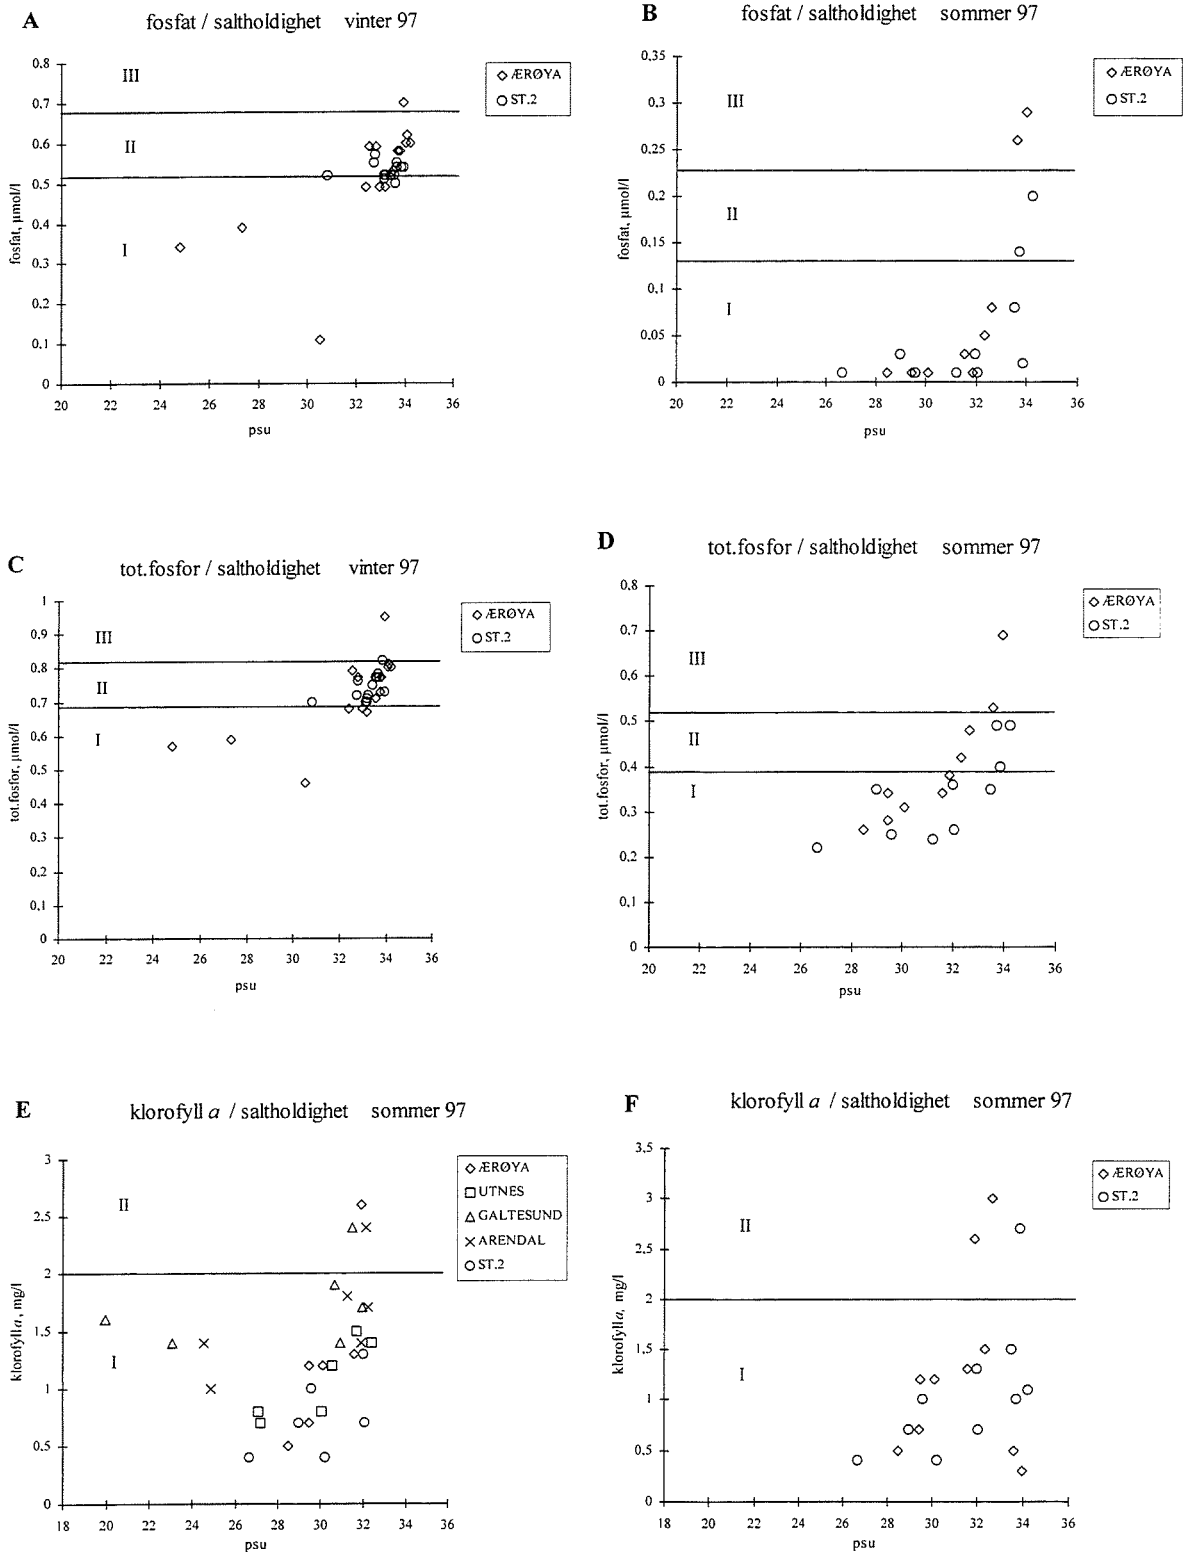 A fosfat / saltholdighet vinter 97
0.8
0.7
0.6
0.5
0.4
0.3
0.2
0.1
0
III
II
I
fosfat, µmol/l
20 22 24 26 28 30 32 34 36
psu
ÆRØYA
ST.2
B fosfat / saltholdighet sommer 97
0,35
0,3
0,25
0,2
0,15
0,1
0,05
0
III
II
I
fosfat, µmol/l
20 22 24 26 28 30 32 34 36
psu
ÆRØYA
ST.2
C tot.fosfor / saltholdighet vinter 97
1
0,9
0,8
0,7
0,6
0,5
0,4
0,3
0,2
0,1
0
III
II
I
tot.fosfor, µmol/l
20 22 24 26 28 30 32 34 36
psu
ÆRØYA
ST.2
D tot.fosfor / saltholdighet sommer 97
0,8
0,7
0,6
0,5
0,4
0,3
0,2
0,1
0
III
II
I
tot.fosfor, µmol/l
20 22 24 26 28 30 32 34 36
psu
ÆRØYA
ST.2
E klorofyll a / saltholdighet sommer 97
3
2.5
2
1.5
1
0.5
0
II
I
klorofyll a, mg/l
18 20 22 24 26 28 30 32 34 36
psu
ÆRØYA
UTNES
GALTESUND
ARENDAL
ST.2
F klorofyll a / saltholdighet sommer 97
3,5
3
2,5
2
1,5
1
0,5
0
II
I
klorofyll a, mg/l
18 20 22 24 26 28 30 32 34 36
psu
ÆRØYA
ST.2